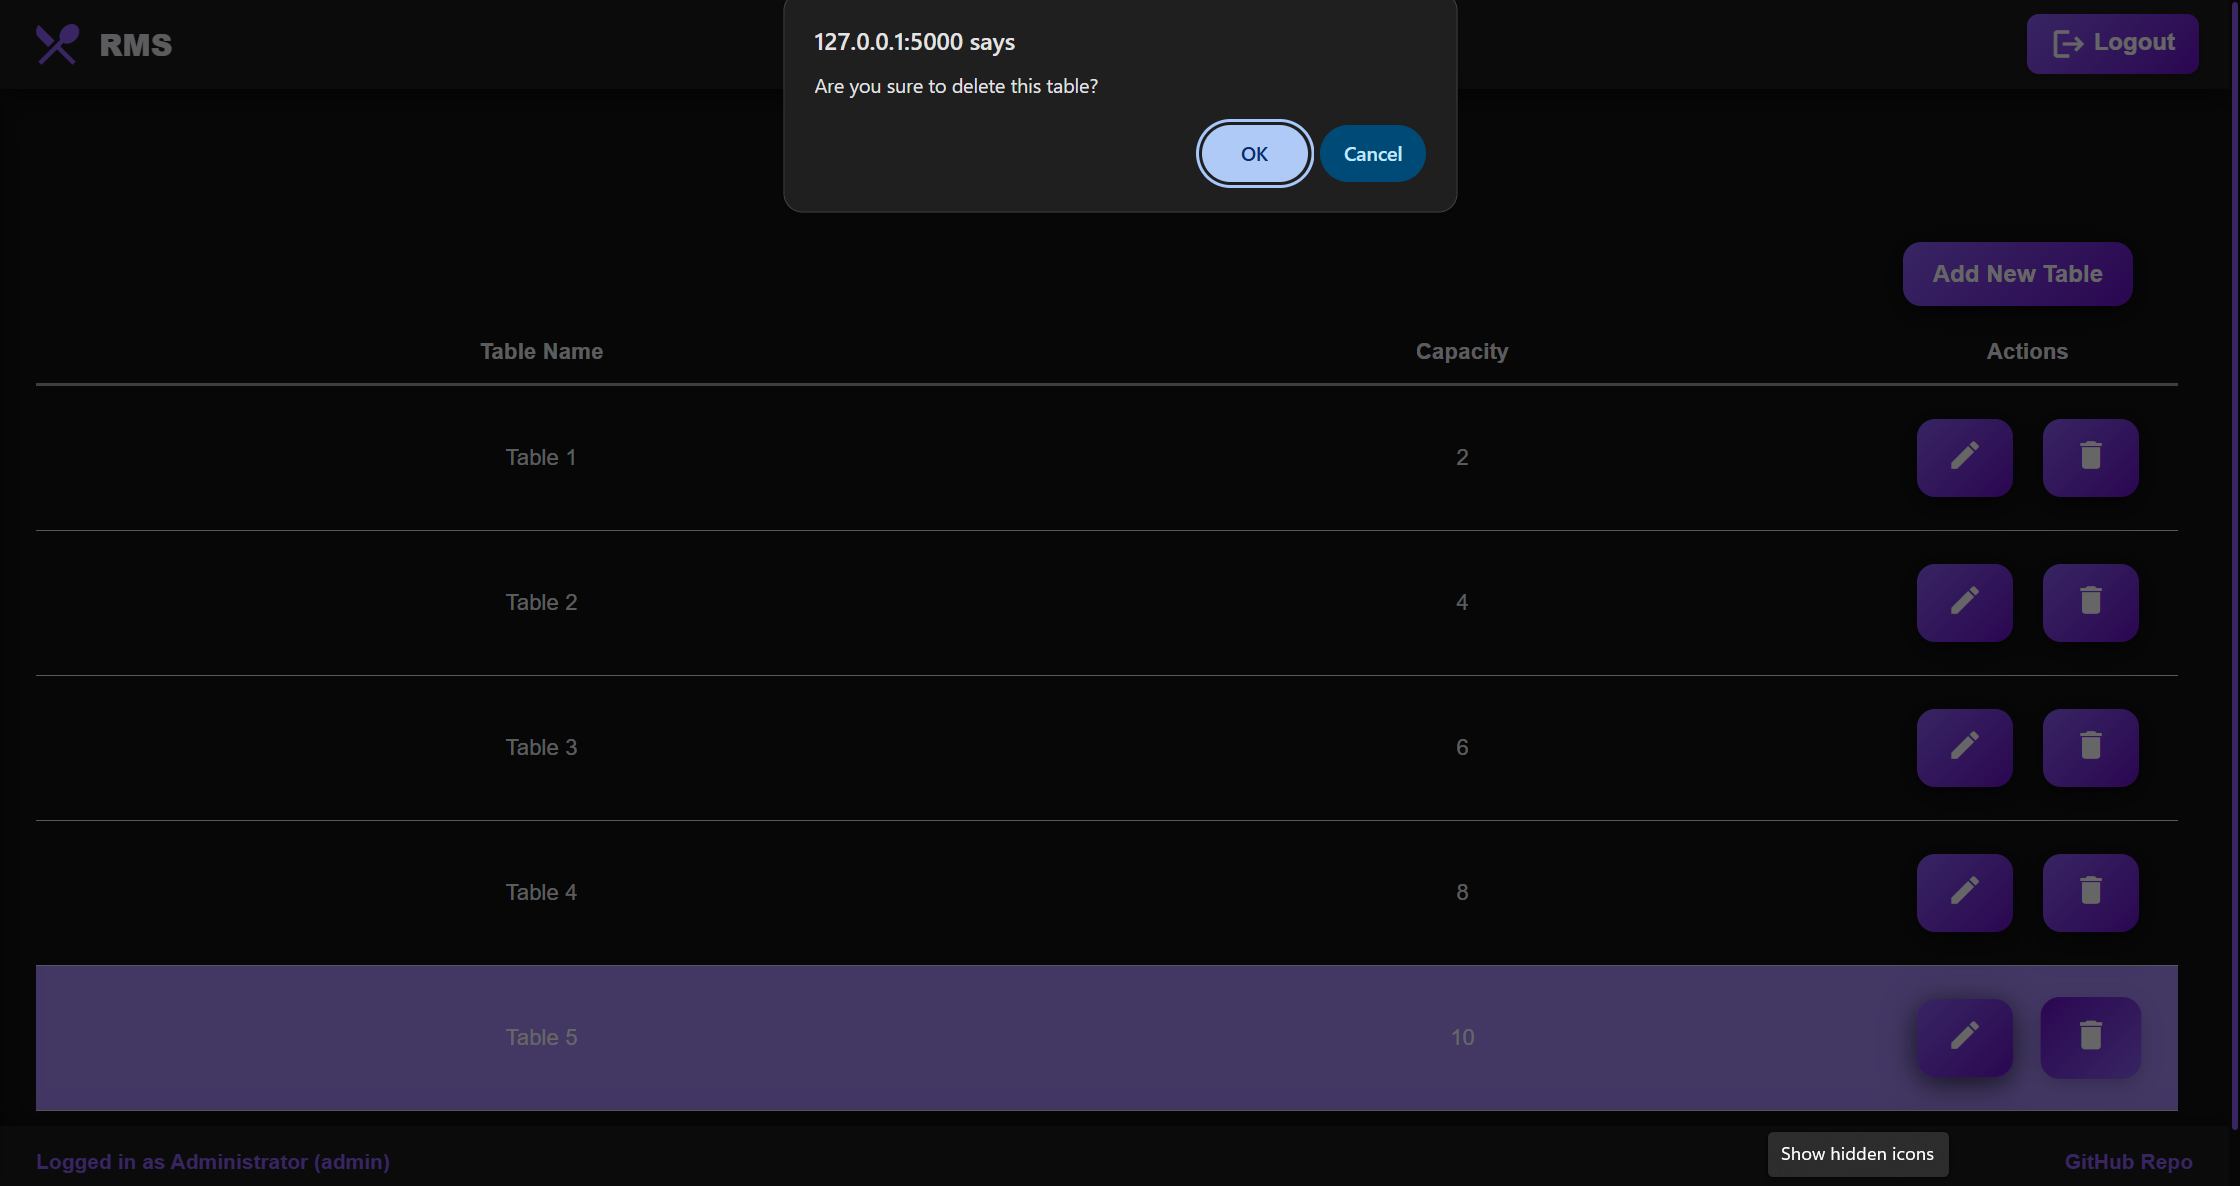 RMS
127.0.0.1:5000 says
Are you sure to delete this table?
OK Cancel
Logout
Add New Table
Table Name Capacity Actions
Table 1 2
Table 2 4
Table 3 6
Table 4 8
Table 5 10
Logged in as Administrator (admin)
Show hidden icons
GitHub Repo